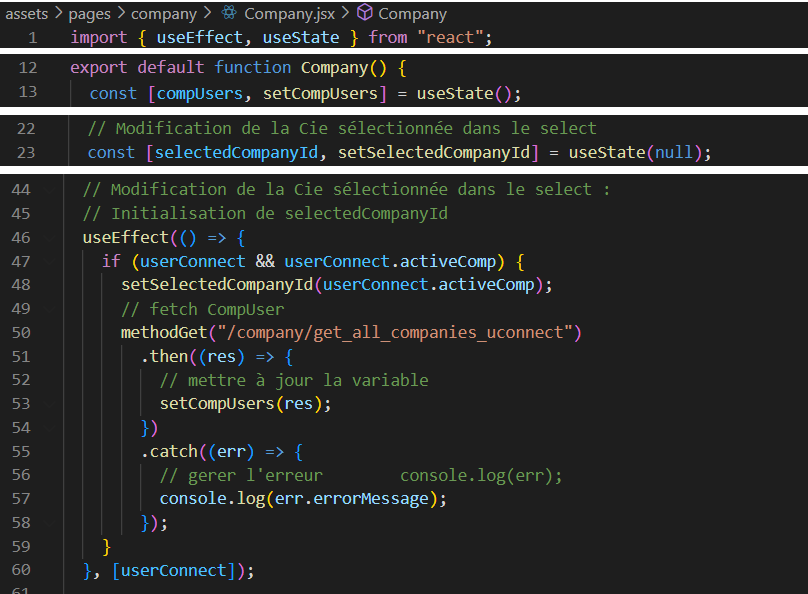 assets > pages > company > Company.jsx > Company
1 import { useEffect, useState } from "react";
12 export default function Company() {
13 const [compUsers, setCompUsers] = useState();
22 // Modification de la Cie sélectionnée dans le select
23 const [selectedCompanyId, setSelectedCompanyId] = useState(null);
44 // Modification de la Cie sélectionnée dans le select :
45 // Initialisation de selectedCompanyId
46 useEffect(() => {
47 if (userConnect && userConnect.activeComp) {
48 setSelectedCompanyId(userConnect.activeComp);
49 // fetch CompUser
50 methodGet("/company/get_all_companies_uconnect")
51 .then((res) => {
52 // mettre à jour la variable
53 setCompUsers(res);
54 })
55 .catch((err) => {
56 // gerer l'erreur console.log(err);
57 console.log(err.errorMessage);
58 });
59 }
60 }, [userConnect]);
61